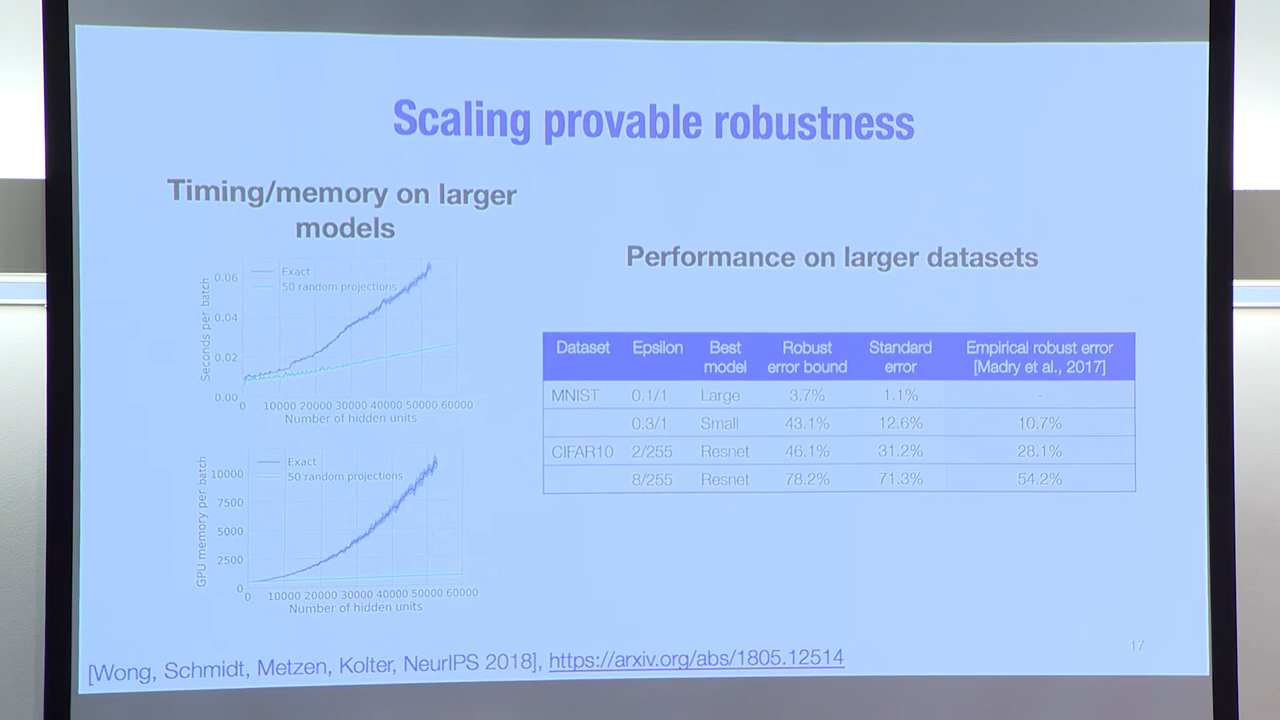 Scaling provable robustness
Timing/memory on larger
models
Exact
50 random projections
Seconds per batch
0.06
0.04
0.02
0.00
0 10000 20000 30000 40000 50000 60000
Number of hidden units
Exact
50 random projections
GPU memory per batch
10000
7500
5000
2500
0
0 10000 20000 30000 40000 50000 60000
Number of hidden units
Performance on larger datasets
Dataset Epsilon Best model Robust error bound Standard error Empirical robust error [Madry et al., 2017]
MNIST 0.1/1 Large 3.7% 1.1% -
0.3/1 Small 43.1% 12.6% 10.7%
CIFAR10 2/255 Resnet 46.1% 31.2% 28.1%
8/255 Resnet 78.2% 71.3% 54.2%
17
[Wong, Schmidt, Metzen, Kolter, NeurIPS 2018], https://arxiv.org/abs/1805.12514